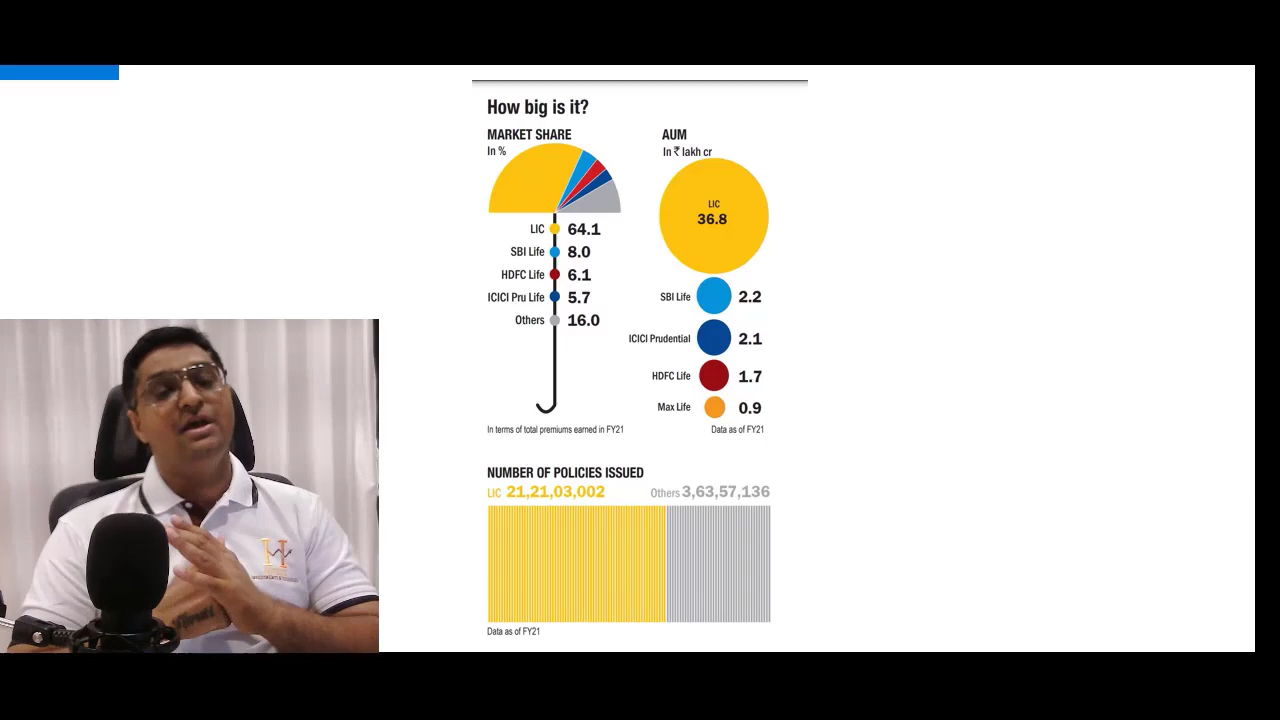 How big is it?
MARKET SHARE
In %
LIC 64.1
SBI Life 8.0
HDFC Life 6.1
ICICI Pru Life 5.7
Others 16.0
In terms of total premiums earned in FY21
AUM
In ₹ lakh cr
LIC
36.8
SBI Life 2.2
ICICI Prudential 2.1
HDFC Life 1.7
Max Life 0.9
Data as of FY21
NUMBER OF POLICIES ISSUED
LIC 21,21,03,002 Others 3,63,57,136
Data as of FY21